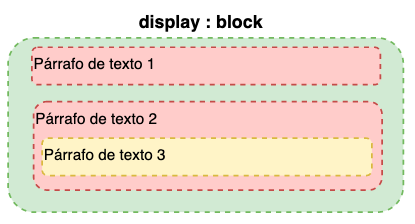 display : block
Párrafo de texto 1
Párrafo de texto 2
Párrafo de texto 3